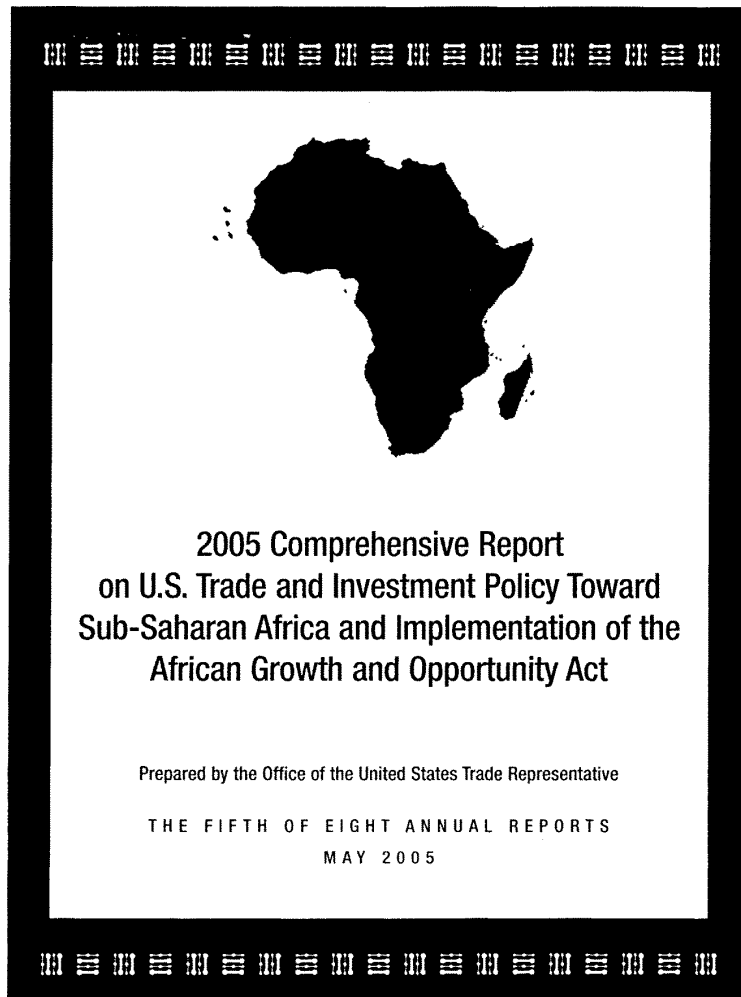 2005 Comprehensive Report
on U.S. Trade and Investment Policy Toward
Sub-Saharan Africa and Implementation of the
African Growth and Opportunity Act
Prepared by the Office of the United States Trade Representative
THE FIFTH OF EIGHT ANNUAL REPORTS
MAY 2005